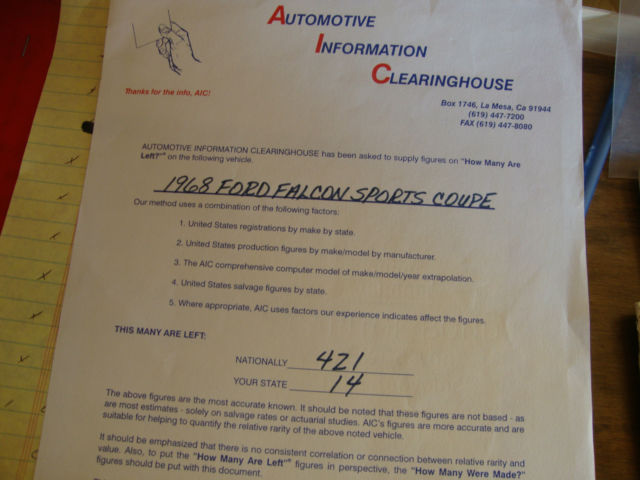 AUTOMOTIVE
INFORMATION
CLEARINGHOUSE
Thanks for the info, AIC!
Box 1746, La Mesa, Ca 91944
(619) 447-7200
FAX (619) 447-8080
AUTOMOTIVE INFORMATION CLEARINGHOUSE has been asked to supply figures on "How Many Are
Left?" on the following vehicle.
1968 FORD FALCON SPORTS COUPE
Our method uses a combination of the following factors:
1. United States registrations by make by state.
2. United States production figures by make/model by manufacturer.
3. The AIC comprehensive computer model of make/model/year extrapolation.
4. United States salvage figures by state.
5. Where appropriate, AIC uses factors our experience indicates affect the figures.
THIS MANY ARE LEFT:
NATIONALLY 421
YOUR STATE 14
The above figures are the most accurate known. It should be noted that these figures are not based - as
are most estimates - solely on salvage rates or actuarial studies. AIC's figures are more accurate and are
suitable for helping to quantify the relative rarity of the above noted vehicle.
It should be emphasized that there is no consistent correlation or connection between relative rarity and
value. Also, to put the "How Many Are Left" figures in perspective, the "How Many Were Made?"
figures should be put with this document.